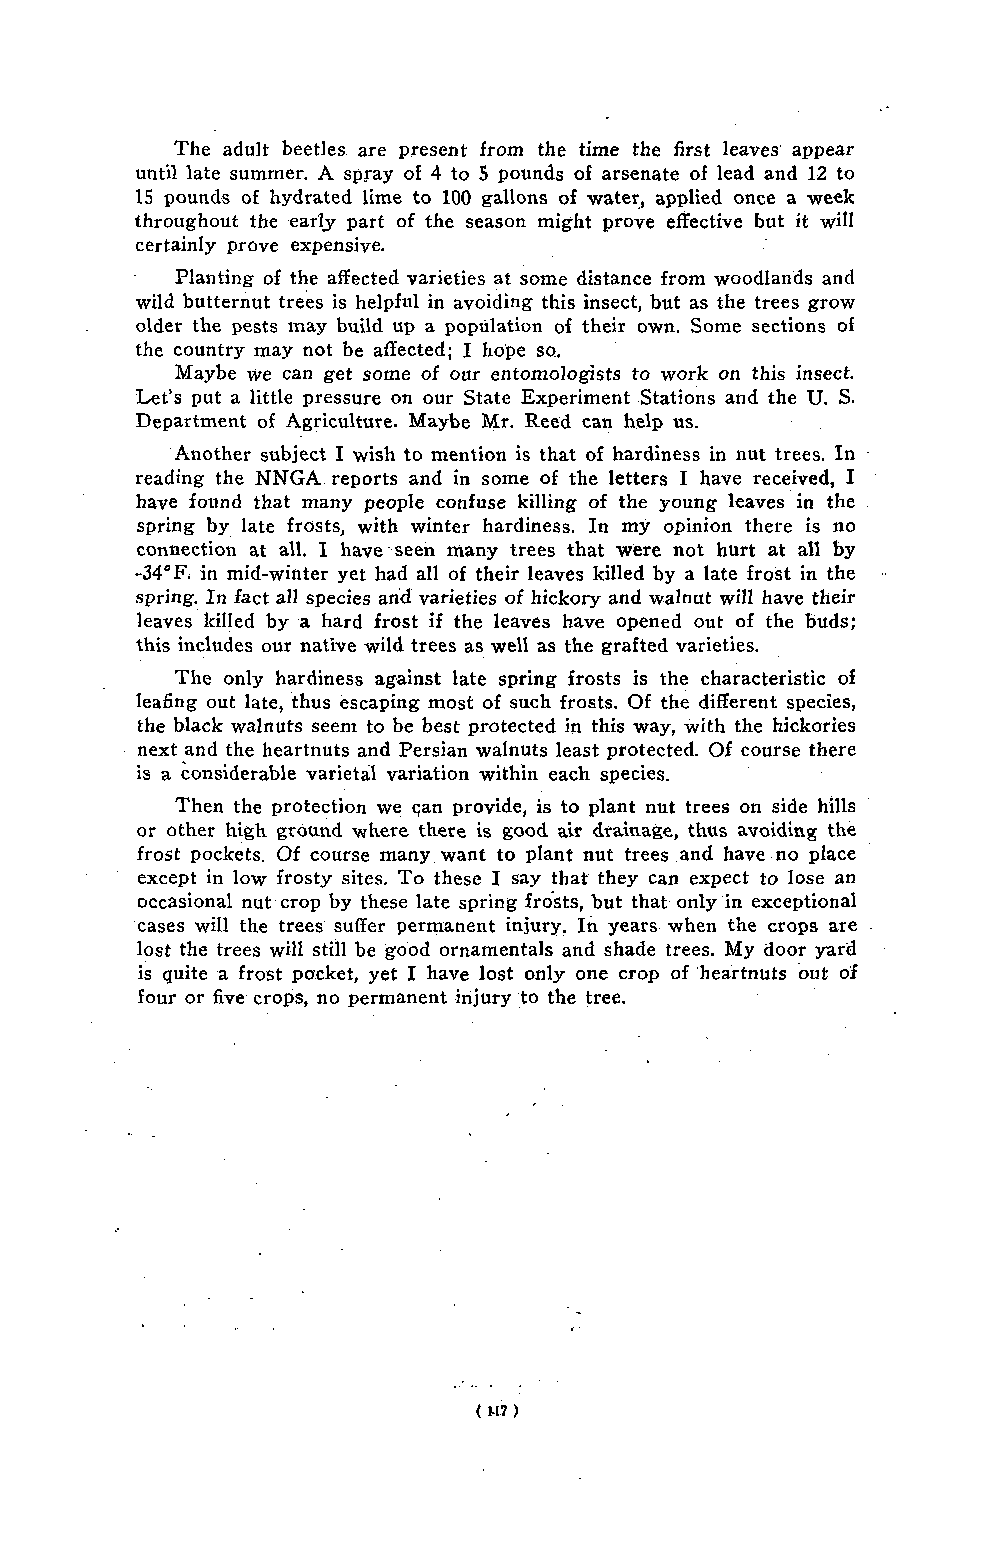 The adult beetles are present from the time the first leaves appear
until late summer. A spray of 4 to 5 pounds of arsenate of lead and 12 to
15 pounds of hydrated lime to 100 gallons of water, applied once a week
throughout the early part of the season might prove effective but it will
certainly prove expensive.
Planting of the affected varieties at some distance from woodlands and
wild butternut trees is helpful in avoiding this insect, but as the trees grow
older the pests may build up a population of their own. Some sections of
the country may not be affected; I hope so.
Maybe we can get some of our entomologists to work on this insect.
Let's put a little pressure on our State Experiment Stations and the U. S.
Department of Agriculture. Maybe Mr. Reed can help us.
Another subject I wish to mention is that of hardiness in nut trees. In
reading the NNGA reports and in some of the letters I have received, I
have found that many people confuse killing of the young leaves in the
spring by late frosts, with winter hardiness. In my opinion there is no
connection at all. I have seen many trees that were not hurt at all by
-34°F. in mid-winter yet had all of their leaves killed by a late frost in the
spring. In fact all species and varieties of hickory and walnut will have their
leaves killed by a hard frost if the leaves have opened out of the buds;
this includes our native wild trees as well as the grafted varieties.
The only hardiness against late spring frosts is the characteristic of
leafing out late, thus escaping most of such frosts. Of the different species,
the black walnuts seem to be best protected in this way, with the hickories
next and the heartnuts and Persian walnuts least protected. Of course there
is a considerable varietal variation within each species.
Then the protection we can provide, is to plant nut trees on side hills
or other high ground where there is good air drainage, thus avoiding the
frost pockets. Of course many want to plant nut trees and have no place
except in low frosty sites. To these I say that they can expect to lose an
occasional nut crop by these late spring frosts, but that only in exceptional
cases will the trees suffer permanent injury. In years when the crops are
lost the trees will still be good ornamentals and shade trees. My door yard
is quite a frost pocket, yet I have lost only one crop of heartnuts out of
four or five crops, no permanent injury to the tree.